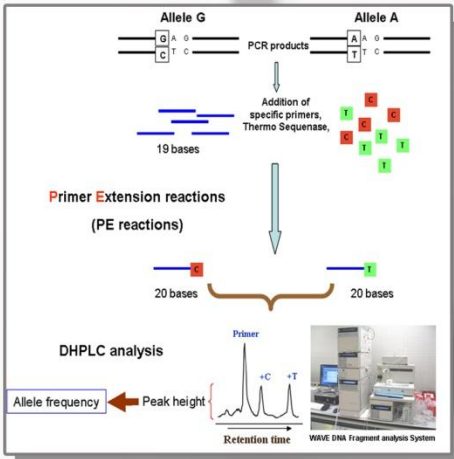 Allele G
Allele A
G A G
C T C
PCR products
A A G
T T C
Addition of
specific primers,
Thermo Sequenase,
19 bases
C
T C
C
C T
T T
T
Primer Extension reactions
(PE reactions)
C
T
20 bases
20 bases
DHPLC analysis
Primer
+C
+T
Allele frequency
Peak height
Retention time
WAVE DNA Fragment analysis System